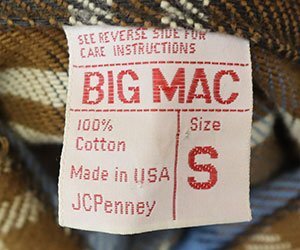 SEE REVERSE SIDE FOR
CARE INSTRUCTIONS
BIG MAC
100%
Cotton
Made in USA
JCPenney
Size
S